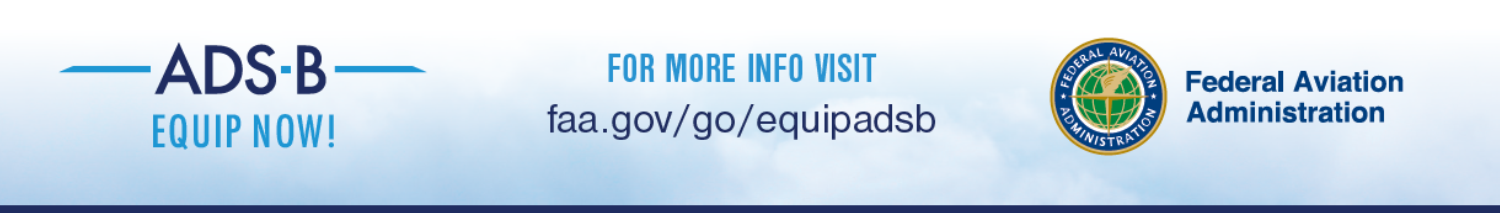 ADS-B
EQUIP NOW!
FOR MORE INFO VISIT
faa.gov/go/equipadsb
FEDERAL AVIATION
ADMINISTRATION
Federal Aviation
Administration